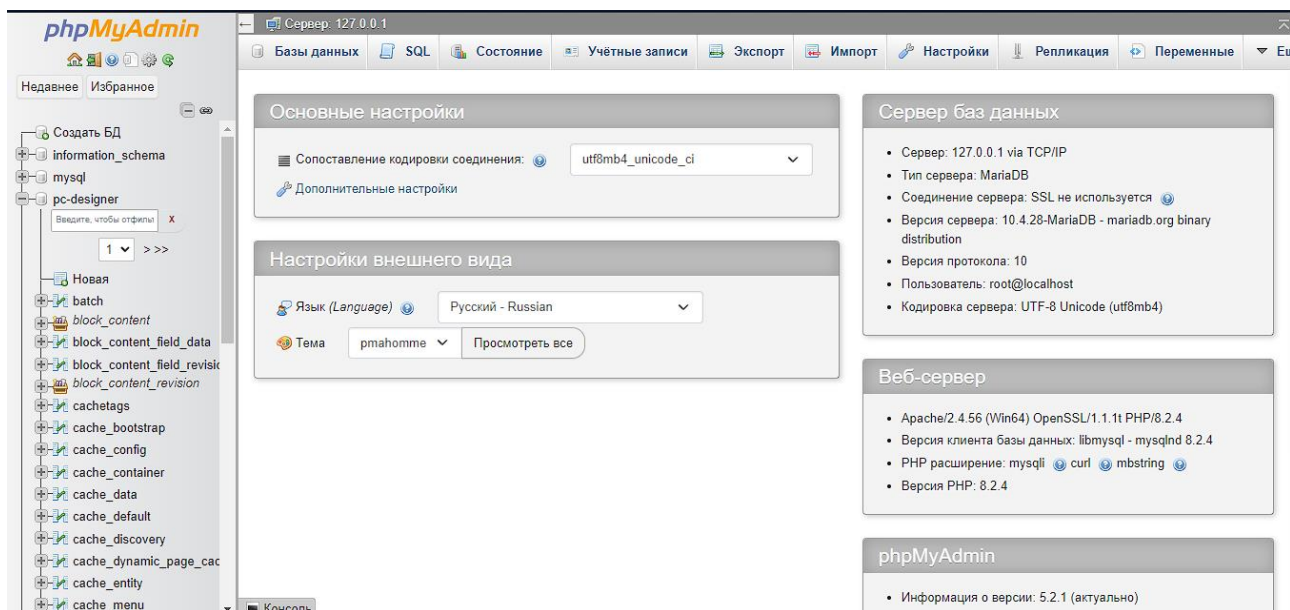 phpMyAdmin
Недавнее Избранное
Создать БД
information_schema
mysql
pc-designer
Введите, чтобы отфильт X
1 > >>
Новая
batch
block_content
block_content_field_data
block_content_field_revisio
block_content_revision
cachetags
cache_bootstrap
cache_config
cache_container
cache_data
cache_default
cache_discovery
cache_dynamic_page_cac
cache_entity
cache_menu
Сервер: 127.0.0.1
Базы данных SQL Состояние Учётные записи Экспорт Импорт Настройки Репликация Переменные Ещ
Основные настройки
Сопоставление кодировки соединения: utf8mb4_unicode_ci
Дополнительные настройки
Настройки внешнего вида
Язык (Language) Русский - Russian
Тема pmahomme Просмотреть все
Консоль
Сервер баз данных
• Сервер: 127.0.0.1 via TCP/IP
• Тип сервера: MariaDB
• Соединение сервера: SSL не используется
• Версия сервера: 10.4.28-MariaDB - mariadb.org binary
distribution
• Версия протокола: 10
• Пользователь: root@localhost
• Кодировка сервера: UTF-8 Unicode (utf8mb4)
Веб-сервер
• Apache/2.4.56 (Win64) OpenSSL/1.1.1t PHP/8.2.4
• Версия клиента базы данных: libmysql - mysqlnd 8.2.4
• PHP расширение: mysqli curl mbstring
• Версия PHP: 8.2.4
phpMyAdmin
• Информация о версии: 5.2.1 (актуально)